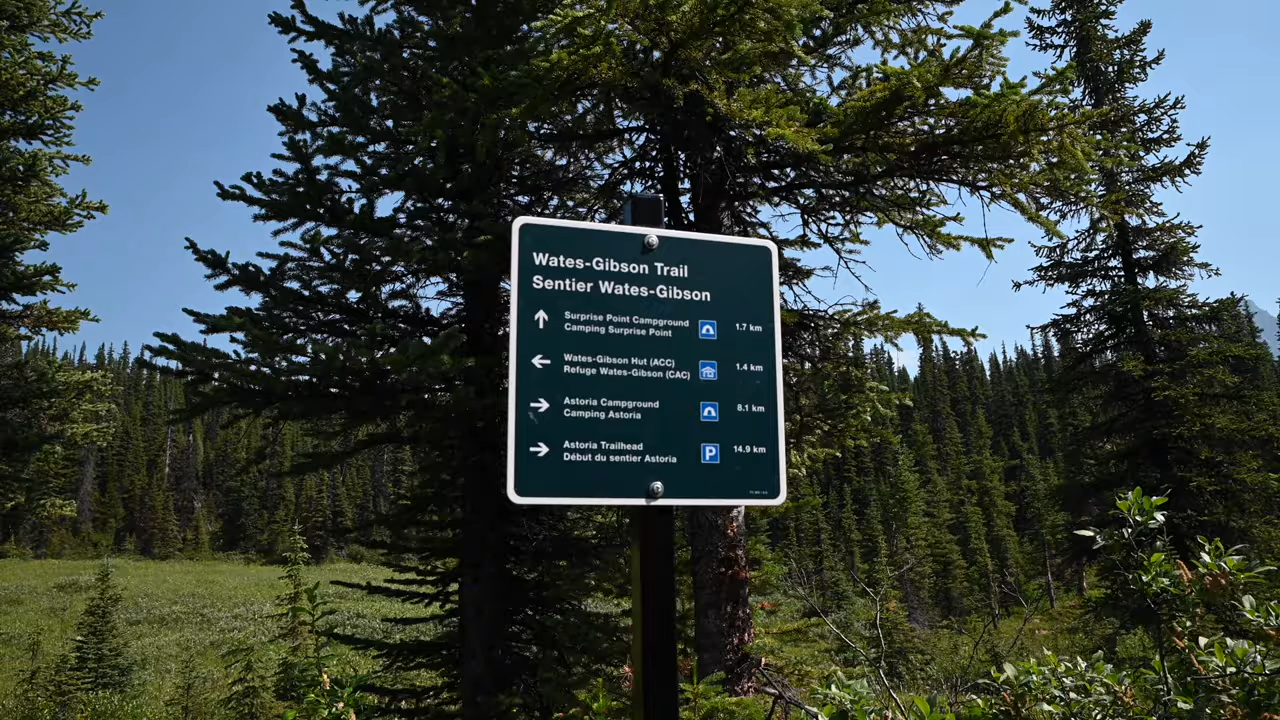 Wates-Gibson Trail
Sentier Wates-Gibson
↑ Surprise Point Campground
Camping Surprise Point 1.7 km
← Wates-Gibson Hut (ACC)
Refuge Wates-Gibson (CAC) 1.4 km
→ Astoria Campground
Camping Astoria 8.1 km
→ Astoria Trailhead
Début du sentier Astoria P 14.9 km